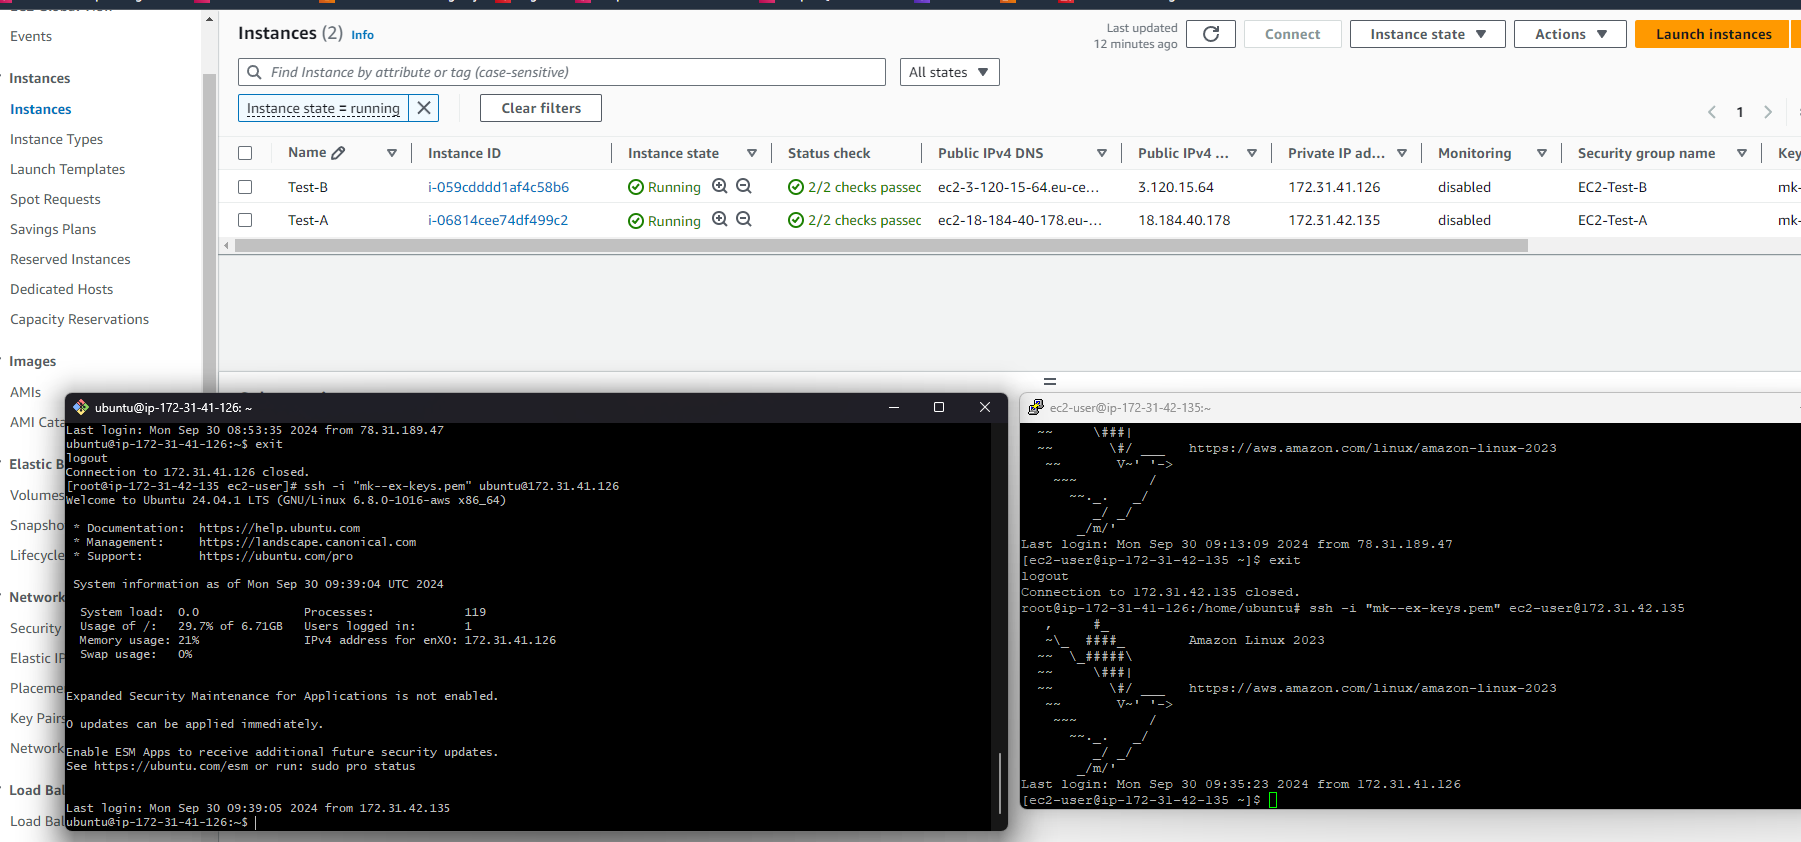 Events
Instances
Instances
Instance Types
Launch Templates
Spot Requests
Savings Plans
Reserved Instances
Dedicated Hosts
Capacity Reservations
Images
AMIs
AMI Cata
Elastic B
Volumes
Snapsho
Lifecycle
Network
Security
Elastic IP
Placeme
Key Pairs
Network
Load Bal
Load Bal
Instances (2) Info
Last updated
12 minutes ago
Connect
Instance state
Actions
Launch instances
Find Instance by attribute or tag (case-sensitive)
All states
Instance state = running
Clear filters
1
Name Instance ID Instance state Status check Public IPv4 DNS Public IPv4 ... Private IP ad... Monitoring Security group name Key
Test-B i-059cdddd1af4c58b6 Running 2/2 checks passed ec2-3-120-15-64.eu-ce... 3.120.15.64 172.31.41.126 disabled EC2-Test-B mk-
Test-A i-06814cee74df499c2 Running 2/2 checks passed ec2-18-184-40-178.eu-... 18.184.40.178 172.31.42.135 disabled EC2-Test-A mk-
ubuntu@ip-172-31-41-126: ~
Last login: Mon Sep 30 08:53:35 2024 from 78.31.189.47
ubuntu@ip-172-31-41-126:~$ exit
logout
Connection to 172.31.41.126 closed.
[root@ip-172-31-42-135 ec2-user]# ssh -i "mk--ex-keys.pem" ubuntu@172.31.41.126
Welcome to Ubuntu 24.04.1 LTS (GNU/Linux 6.8.0-1016-aws x86_64)
* Documentation:  https://help.ubuntu.com
* Management:     https://landscape.canonical.com
* Support:        https://ubuntu.com/pro
System information as of Mon Sep 30 09:39:04 UTC 2024
System load:  0.0               Processes:             119
Usage of /:   29.7% of 6.71GB   Users logged in:       1
Memory usage: 21%               IPv4 address for enX0: 172.31.41.126
Swap usage:   0%
Expanded Security Maintenance for Applications is not enabled.
0 updates can be applied immediately.
Enable ESM Apps to receive additional future security updates.
See https://ubuntu.com/esm or run: sudo pro status
Last login: Mon Sep 30 09:39:05 2024 from 172.31.42.135
ubuntu@ip-172-31-41-126:~$
ec2-user@ip-172-31-42-135:~
~~      \###|
~~       \#/ ___   https://aws.amazon.com/linux/amazon-linux-2023
~~       V~' '->
~~~         /
~~._.   _/
_/ _/
_/m/'
Last login: Mon Sep 30 09:13:09 2024 from 78.31.189.47
[ec2-user@ip-172-31-42-135 ~]$ exit
logout
Connection to 172.31.42.135 closed.
root@ip-172-31-41-126:/home/ubuntu# ssh -i "mk--ex-keys.pem" ec2-user@172.31.42.135
,     #_
~\_  ####_        Amazon Linux 2023
~~  \_#####\
~~     \###|
~~       \#/ ___   https://aws.amazon.com/linux/amazon-linux-2023
~~       V~' '->
~~~         /
~~._.   _/
_/ _/
_/m/'
Last login: Mon Sep 30 09:35:23 2024 from 172.31.41.126
[ec2-user@ip-172-31-42-135 ~]$